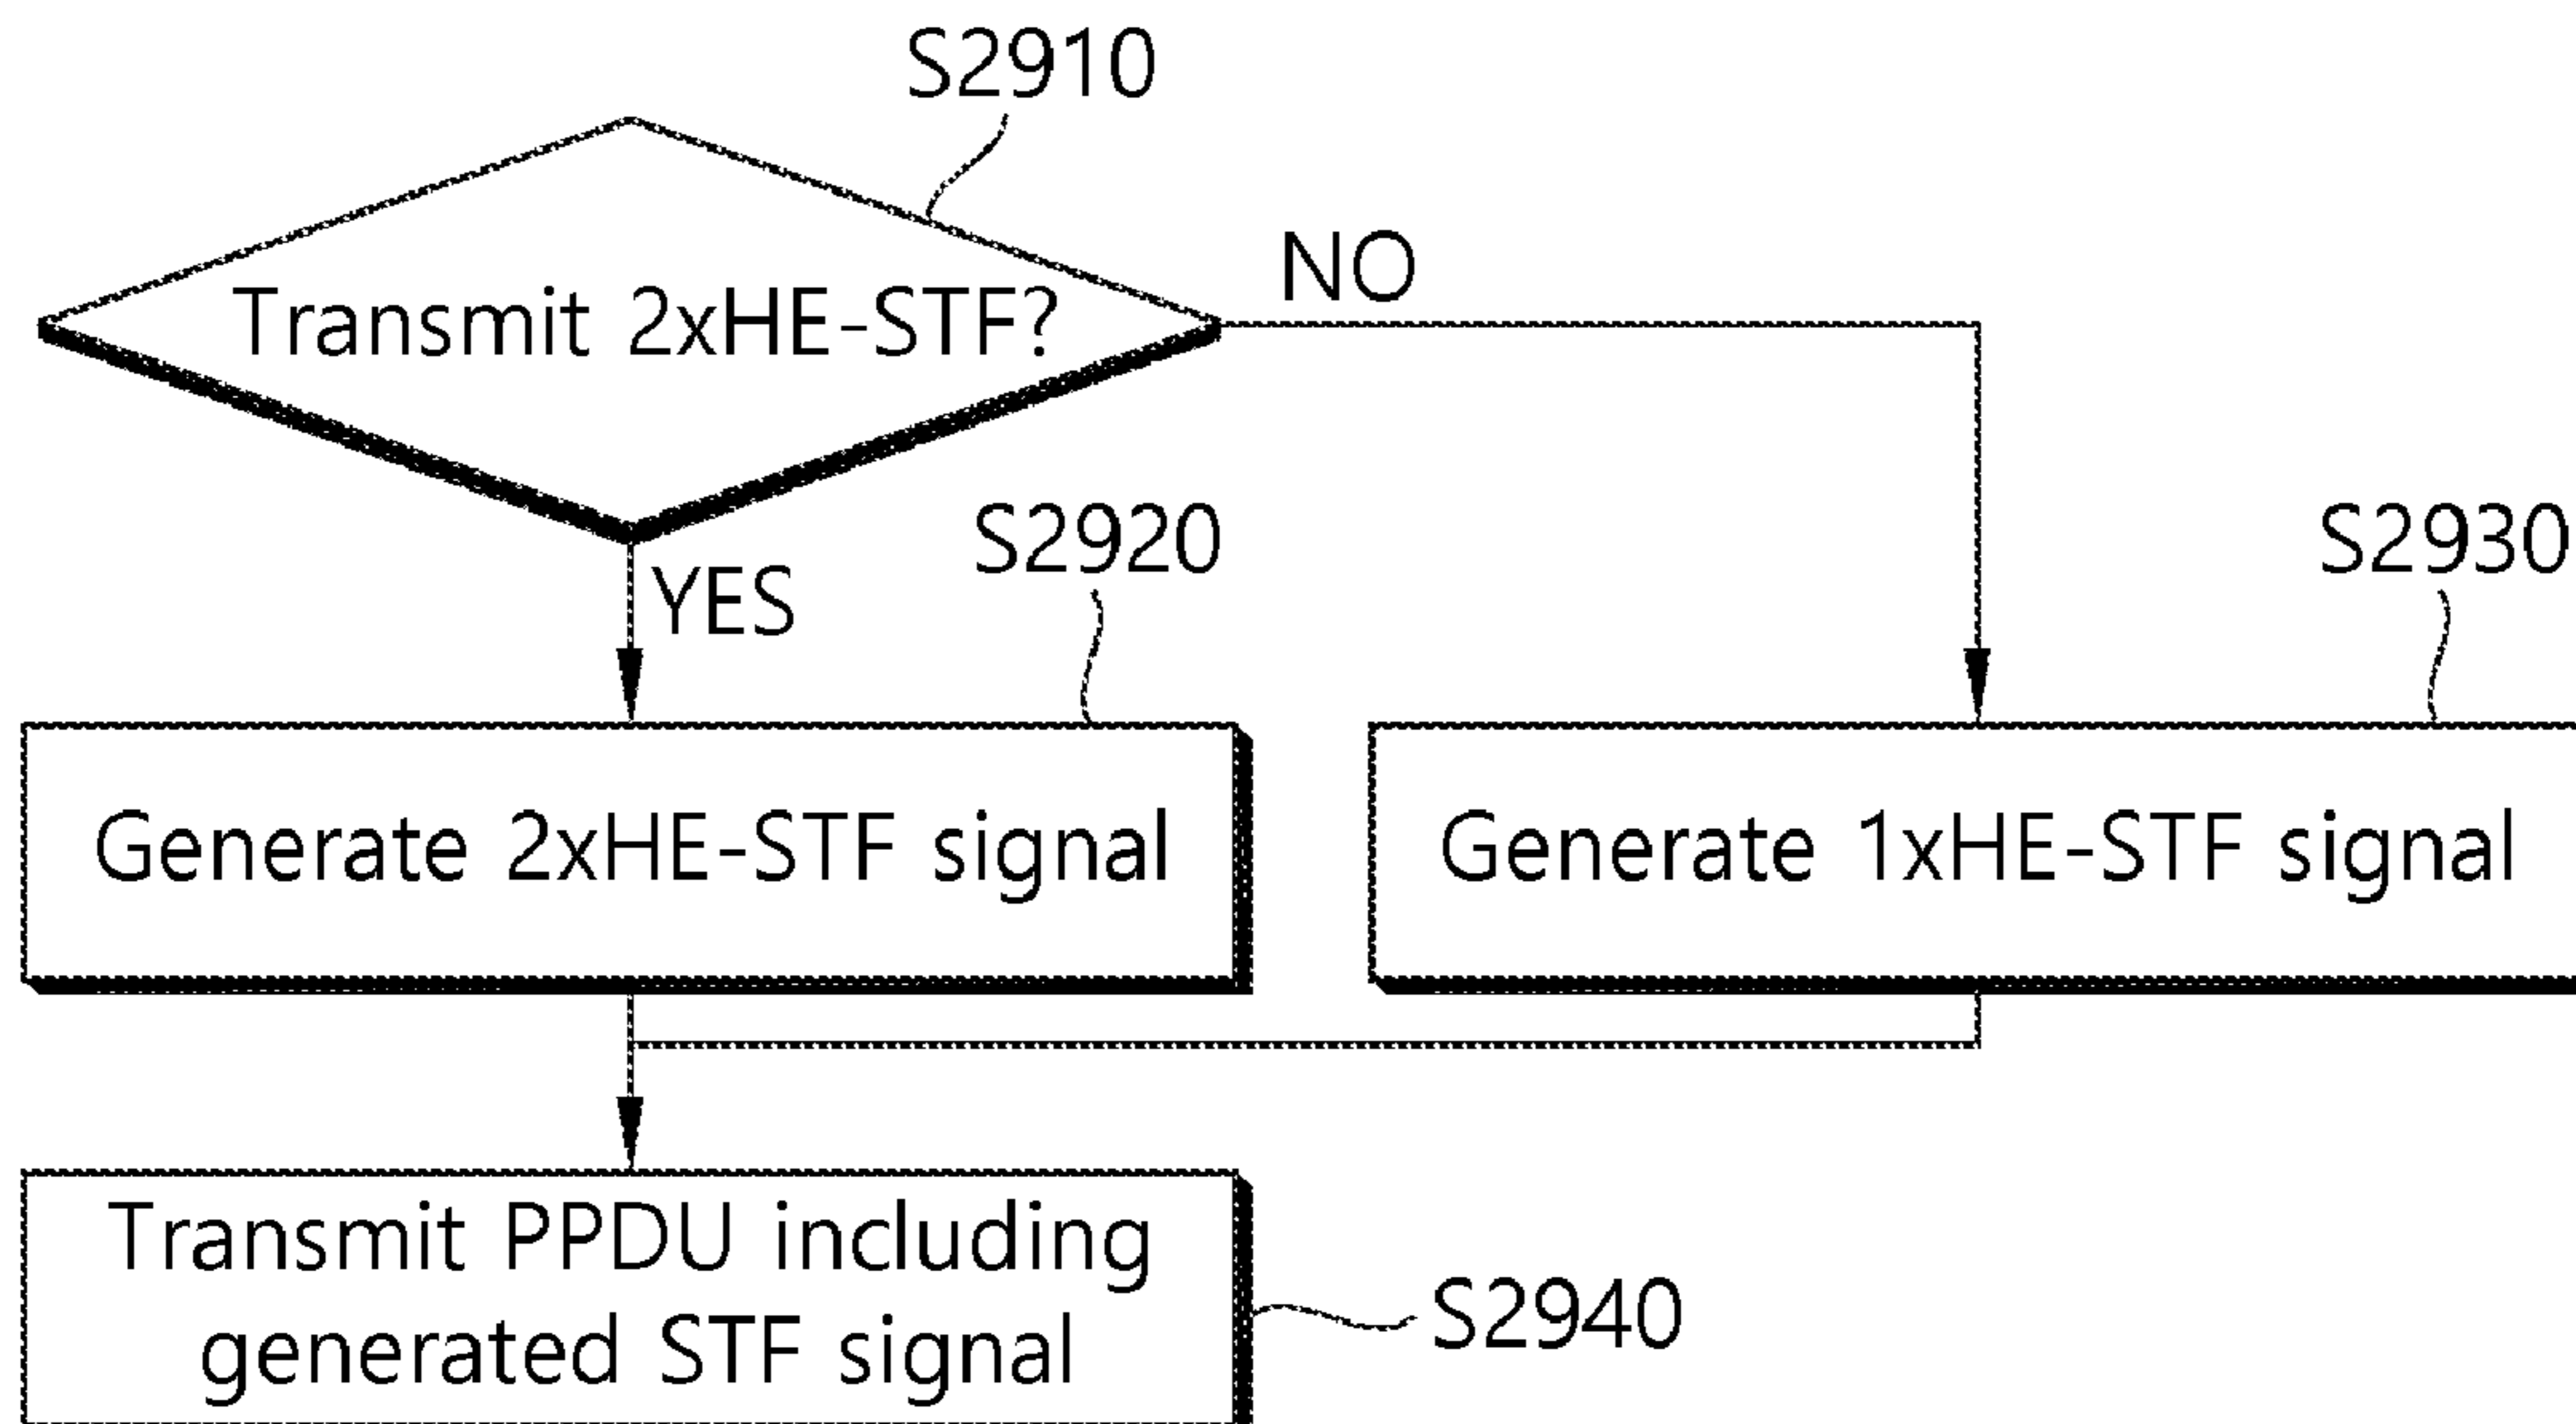 S2910
Transmit 2xHE-STF?
NO
YES
S2920
S2930
Generate 2xHE-STF signal
Generate 1xHE-STF signal
Transmit PPDU including
generated STF signal
S2940